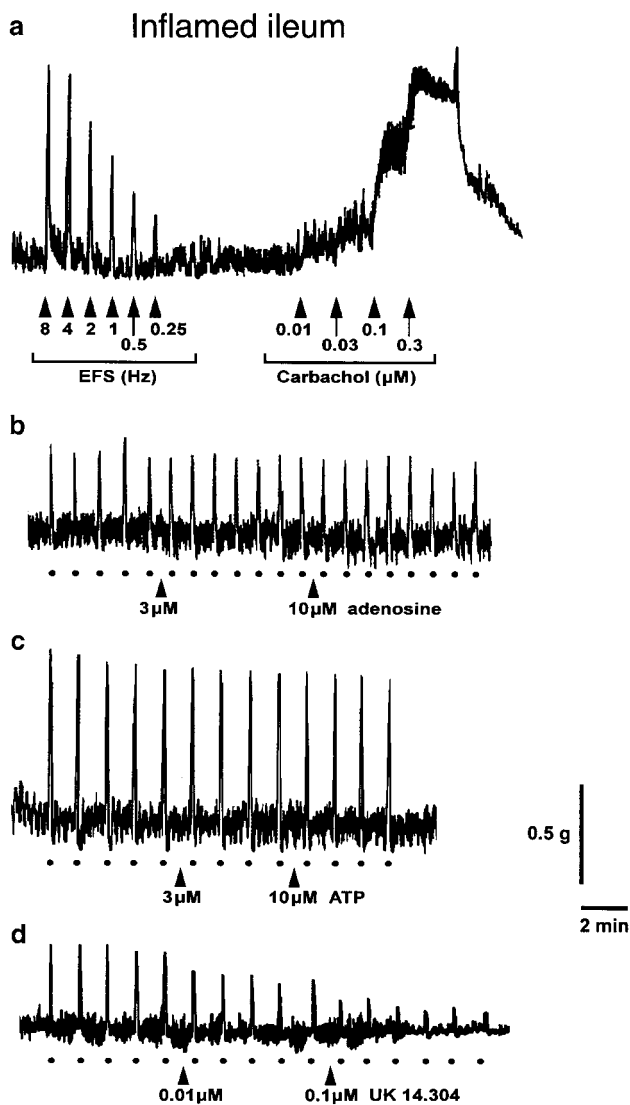 a Inflamed ileum
8 4 2 1 0.5 0.25 0.01 0.03 0.1 0.3
EFS (Hz) Carbachol (µM)
b
3µM 10µM adenosine
c
0.5 g
3µM 10µM ATP
2 min
d
0.01µM 0.1µM UK 14.304